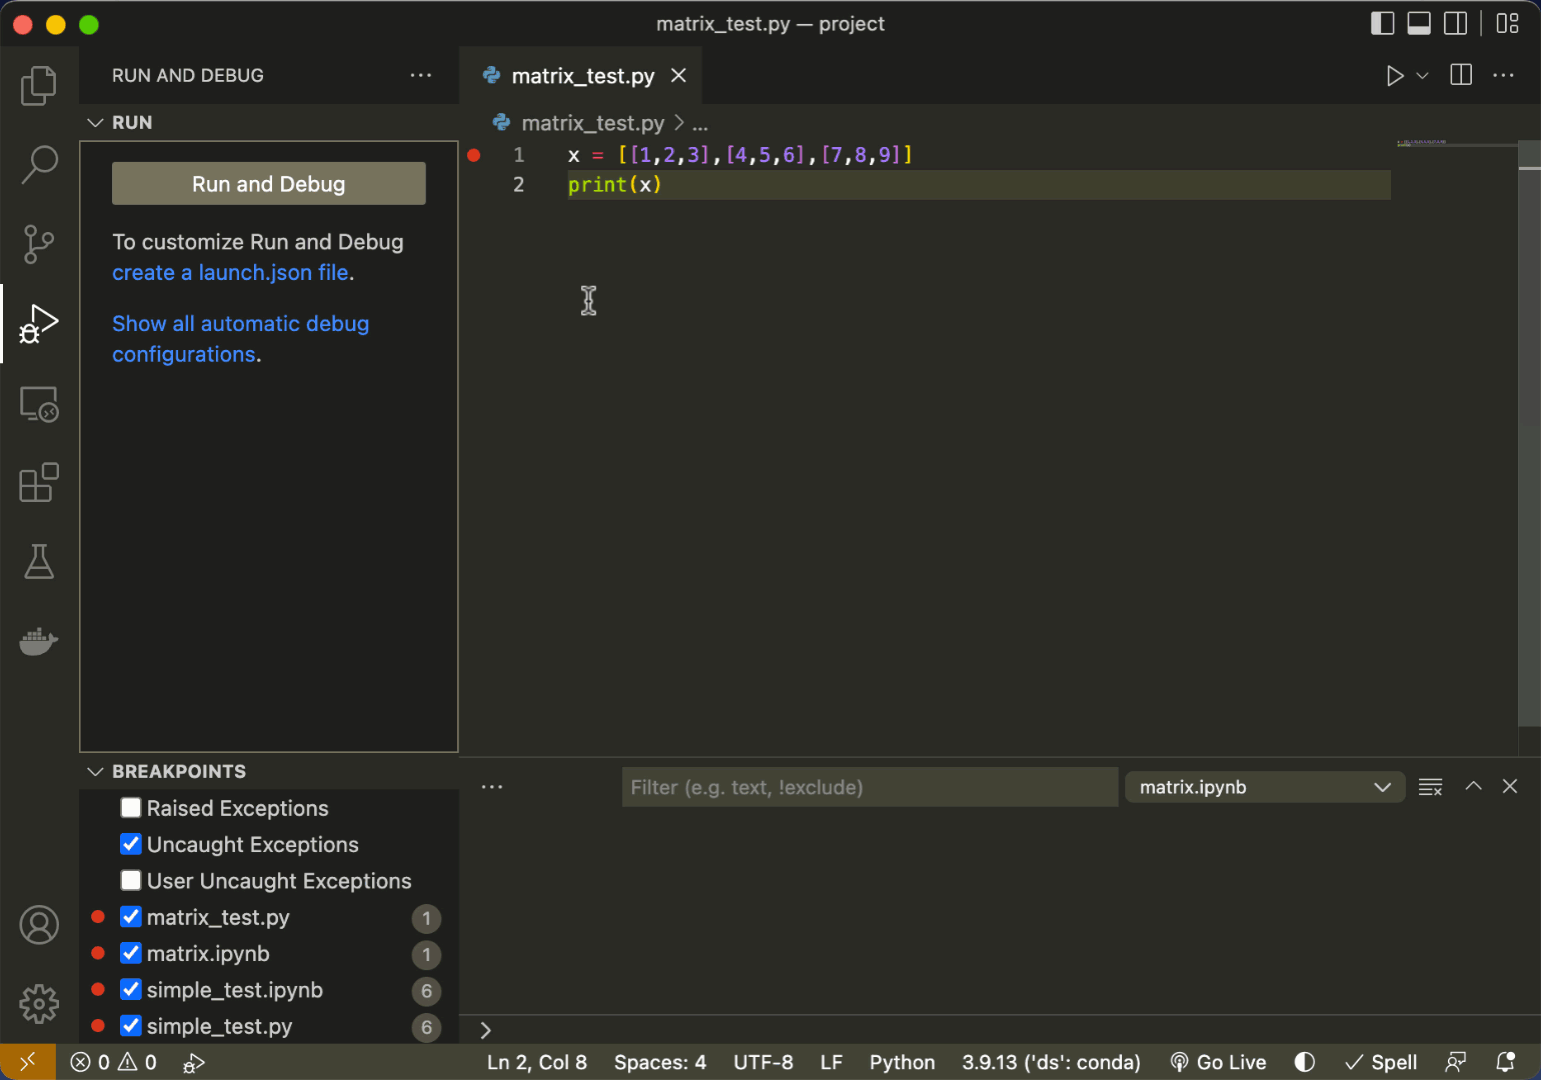 matrix_test.py — project
RUN AND DEBUG
matrix_test.py
RUN
matrix_test.py > ...
Run and Debug
1 x = [[1,2,3],[4,5,6],[7,8,9]]
2 print(x)
To customize Run and Debug
create a launch.json file.
Show all automatic debug
configurations.
BREAKPOINTS
Raised Exceptions
Uncaught Exceptions
User Uncaught Exceptions
matrix_test.py 1
matrix.ipynb 1
simple_test.ipynb 6
simple_test.py 6
Filter (e.g. text, !exclude)
matrix.ipynb
0 0
Ln 2, Col 8 Spaces: 4 UTF-8 LF Python 3.9.13 ('ds': conda) Go Live Spell